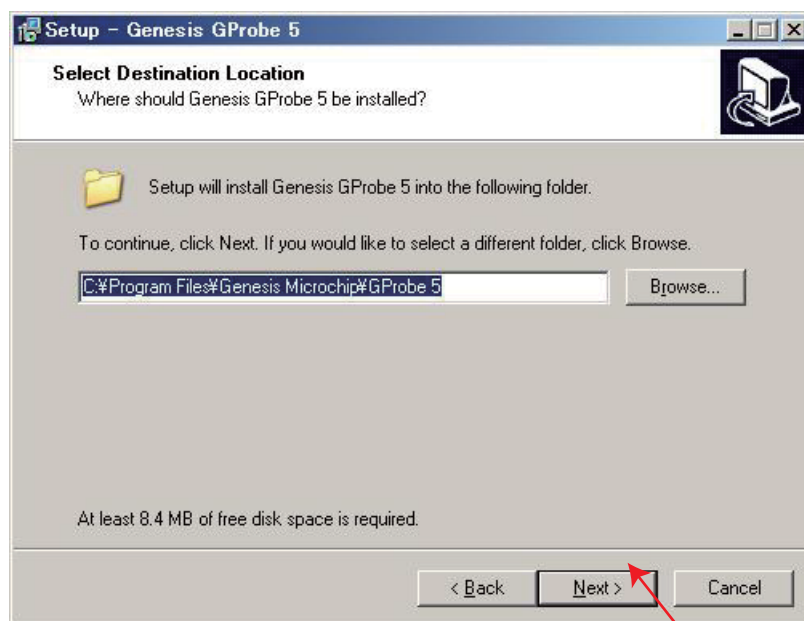 Setup - Genesis GProbe 5
Select Destination Location
Where should Genesis GProbe 5 be installed?
Setup will install Genesis GProbe 5 into the following folder.
To continue, click Next. If you would like to select a different folder, click Browse.
C:¥Program Files¥Genesis Microchip¥GProbe 5
Browse...
At least 8.4 MB of free disk space is required.
< Back
Next >
Cancel